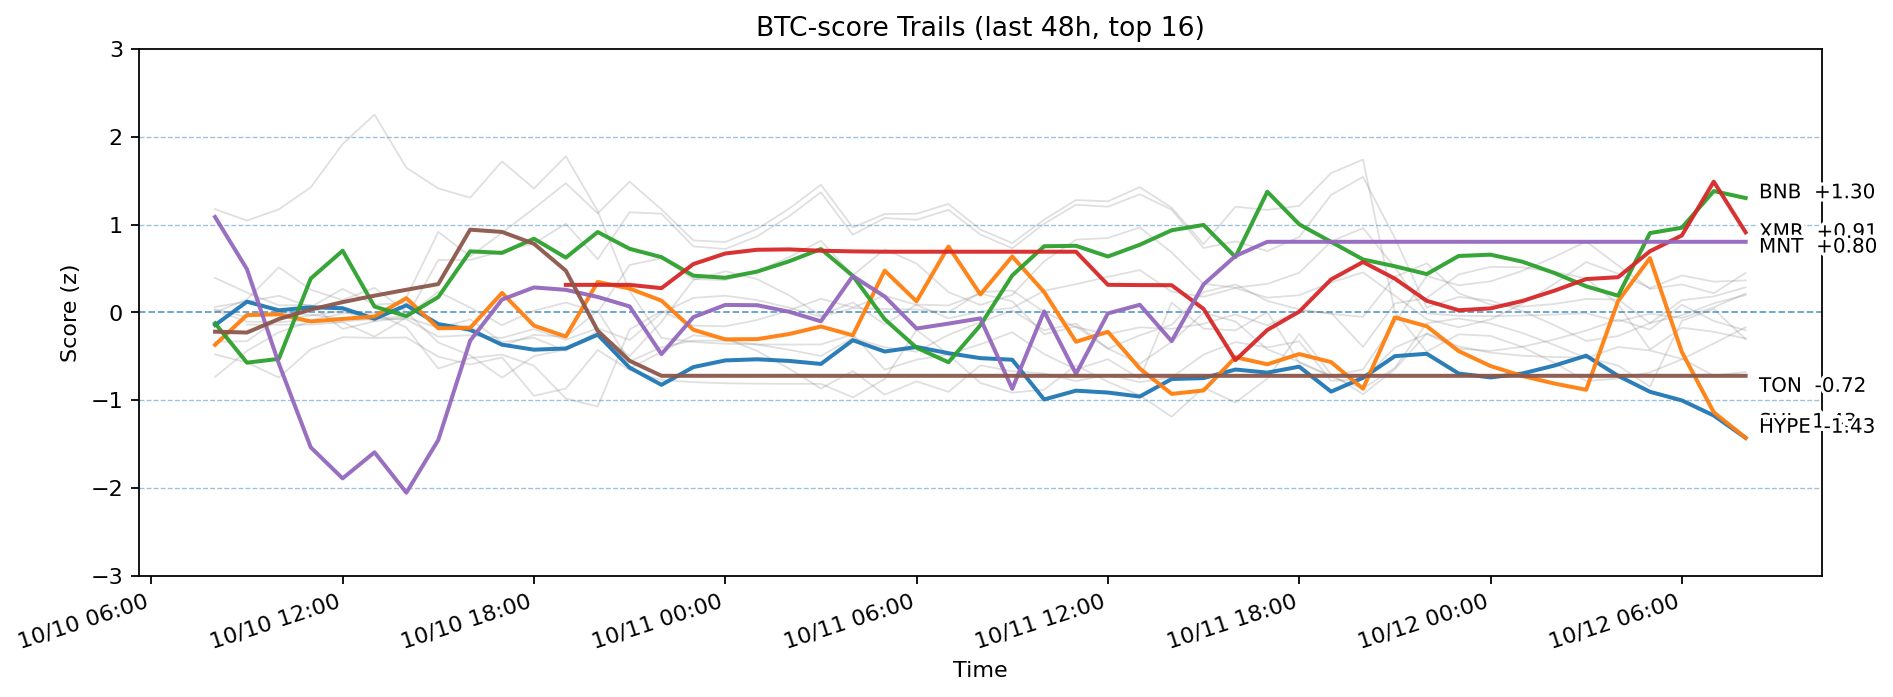 BTC-score Trails (last 48h, top 16)
Score (z)
3
2
1
0
−1
−2
−3
BNB +1.30
XMR +0.91
MNT +0.80
TON -0.72
HYPE -1.43
10/10 06:00
10/10 12:00
10/10 18:00
10/11 00:00
10/11 06:00
10/11 12:00
10/11 18:00
10/12 00:00
10/12 06:00
Time